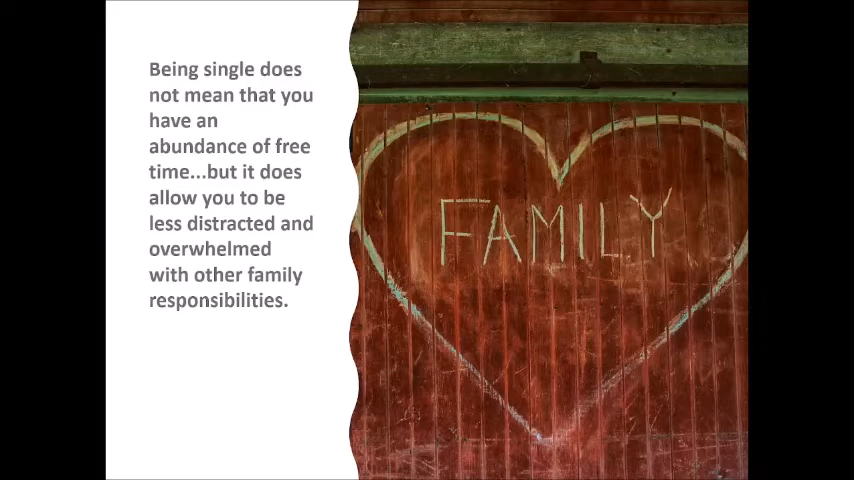 Being single does
not mean that you
have an
abundance of free
time...but it does
allow you to be
less distracted and
overwhelmed
with other family
responsibilities.
FAMILY